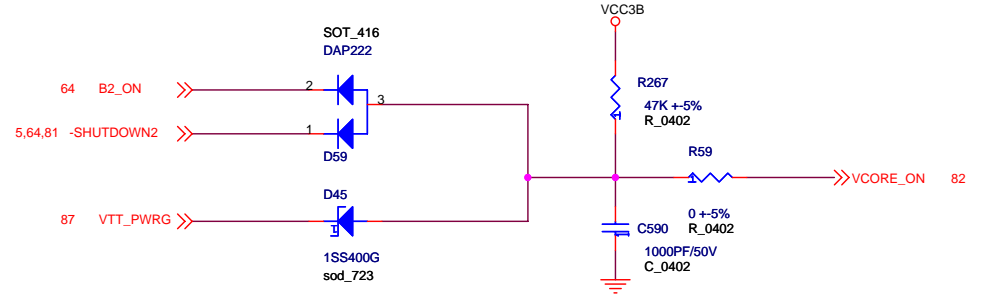 VCC3B
SOT_416
DAP222
64 B2_ON
2
3
R267
47K +-5%
R_0402
5,64,81 -SHUTDOWN2
1
D59
R59
1
VCORE_ON 82
D45
87 VTT_PWRG
0 +-5%
R_0402
C590
1000PF/50V
C_0402
1SS400G
sod_723